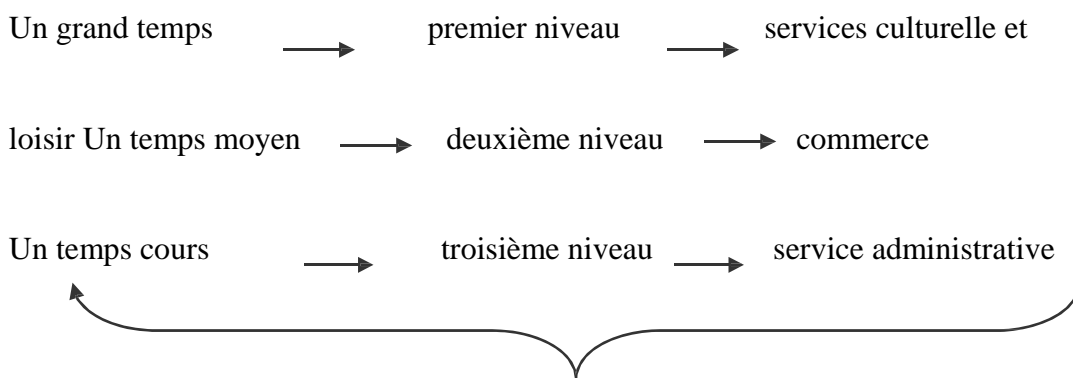 Un grand temps premier niveau services culturelle et
loisir Un temps moyen deuxième niveau commerce
Un temps cours troisième niveau service administrative